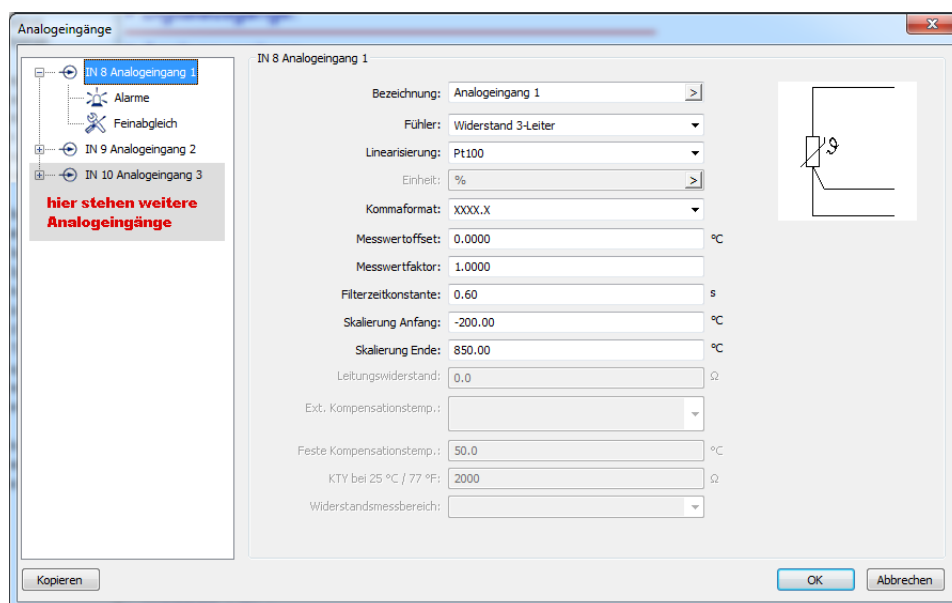 Analogeingänge
IN 8 Analogeingang 1
Alarme
Feinabgleich
IN 9 Analogeingang 2
IN 10 Analogeingang 3
hier stehen weitere
Analogeingänge
IN 8 Analogeingang 1
Bezeichnung: Analogeingang 1 >
Fühler: Widerstand 3-Leiter
Linearisierung: Pt100
Einheit: % >
Kommaformat: XXXX.X
Messwertoffset: 0.0000 °C
Messwertfaktor: 1.0000
Filterzeitkonstante: 0.60 s
Skalierung Anfang: -200.00 °C
Skalierung Ende: 850.00 °C
Leitungswiderstand: 0.0 Ω
Ext. Kompensationstemp.:
Feste Kompensationstemp.: 50.0 °C
KTY bei 25 °C / 77 °F: 2000 Ω
Widerstandsmessbereich:
ϑ
Kopieren
OK
Abbrechen